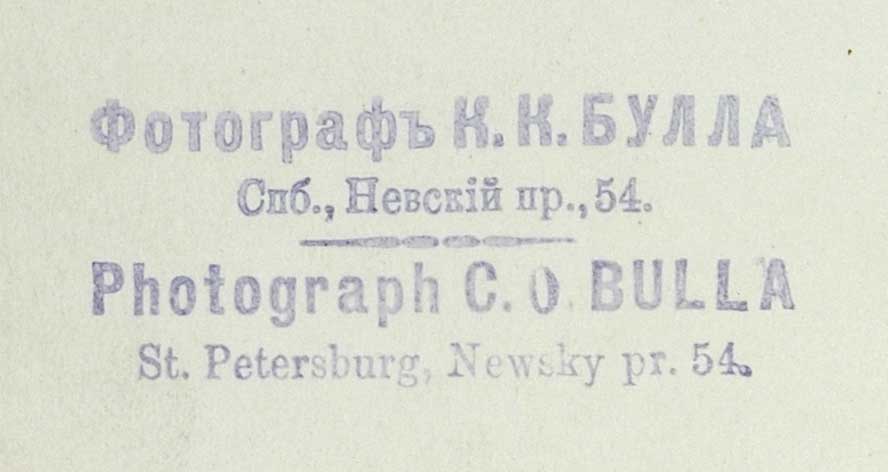 Фотографъ К. К. БУЛЛА
Спб., Невскій пр., 54.
Photograph C. O. BULLA
St. Petersburg, Newsky pr. 54.